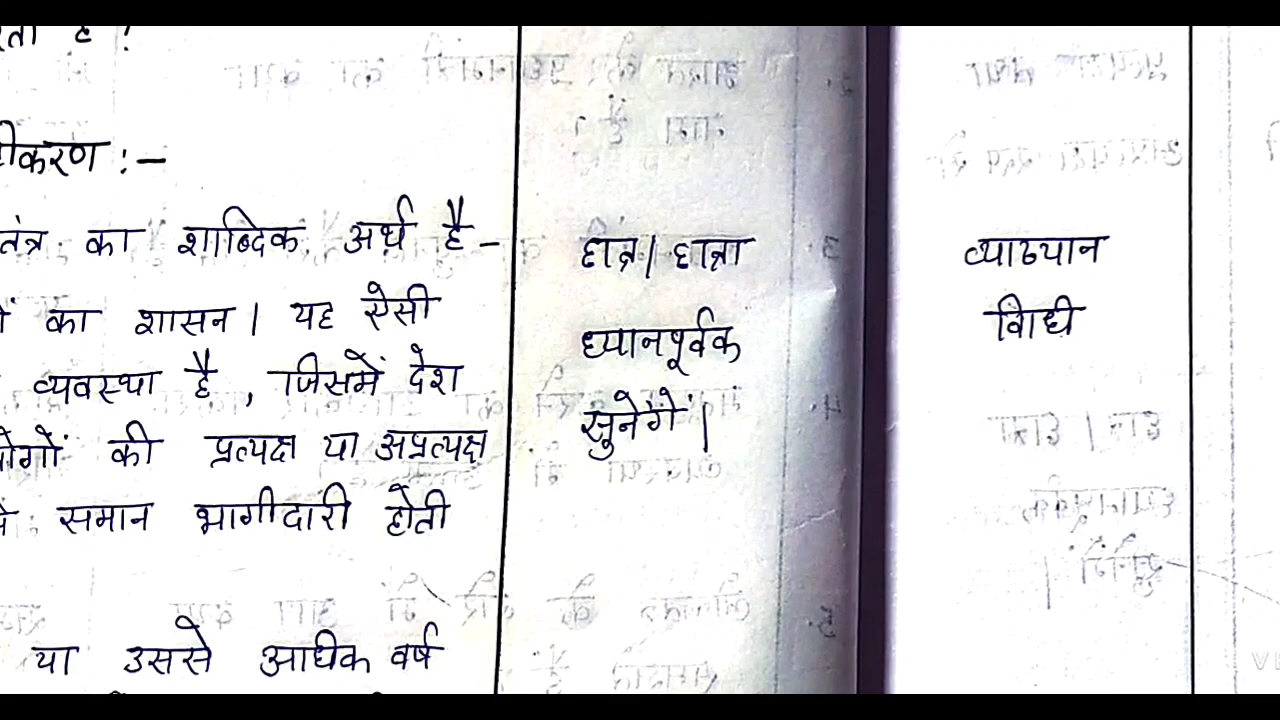 है ?
करण :-
तंत्र का शाब्दिक अर्थ है -
का शासन । यह ऐसी
व्यवस्था है , जिसमें देश
की प्रत्यक्ष या अप्रत्यक्ष
समान भागीदारी होती
या उससे अधिक वर्ष
छात्र / छात्रा
ध्यानपूर्वक
सुनेगें ।
व्याख्यान
विधि